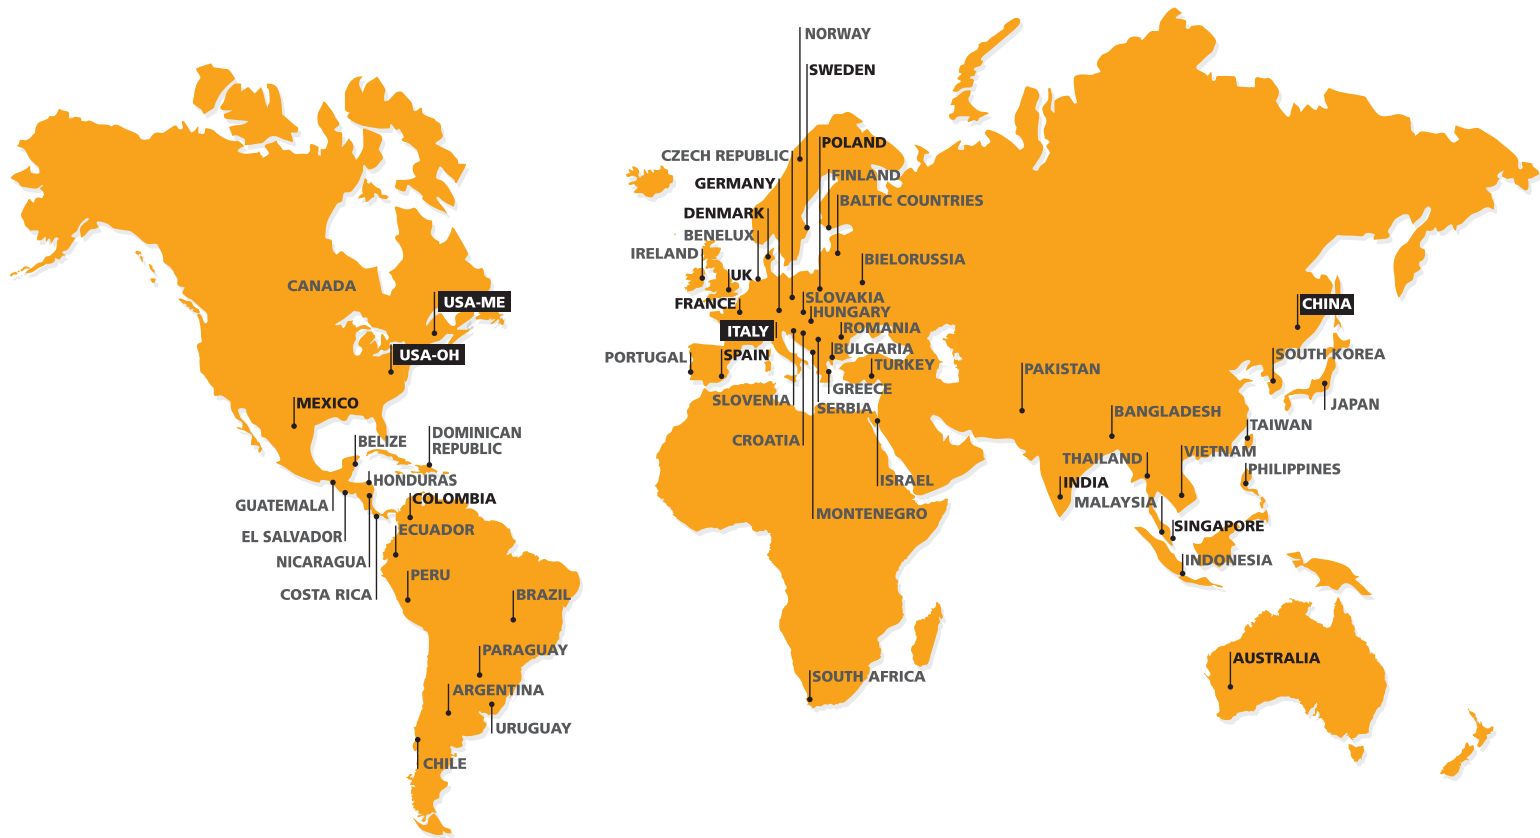 NORWAY
SWEDEN
POLAND
CZECH REPUBLIC
FINLAND
GERMANY
BALTIC COUNTRIES
DENMARK
BENELUX
IRELAND
BIELORUSSIA
UK
CANADA
SLOVAKIA
USA-ME
FRANCE
CHINA
HUNGARY
ROMANIA
ITALY
BULGARIA
USA-OH
PORTUGAL
SPAIN
SOUTH KOREA
TURKEY
PAKISTAN
GREECE
SLOVENIA
MEXICO
JAPAN
SERBIA
BANGLADESH
TAIWAN
DOMINICAN
REPUBLIC
BELIZE
CROATIA
VIETNAM
THAILAND
PHILIPPINES
HONDURAS
ISRAEL
INDIA
COLOMBIA
MALAYSIA
GUATEMALA
MONTENEGRO
SINGAPORE
ECUADOR
EL SALVADOR
INDONESIA
NICARAGUA
PERU
COSTA RICA
BRAZIL
PARAGUAY
AUSTRALIA
SOUTH AFRICA
ARGENTINA
URUGUAY
CHILE